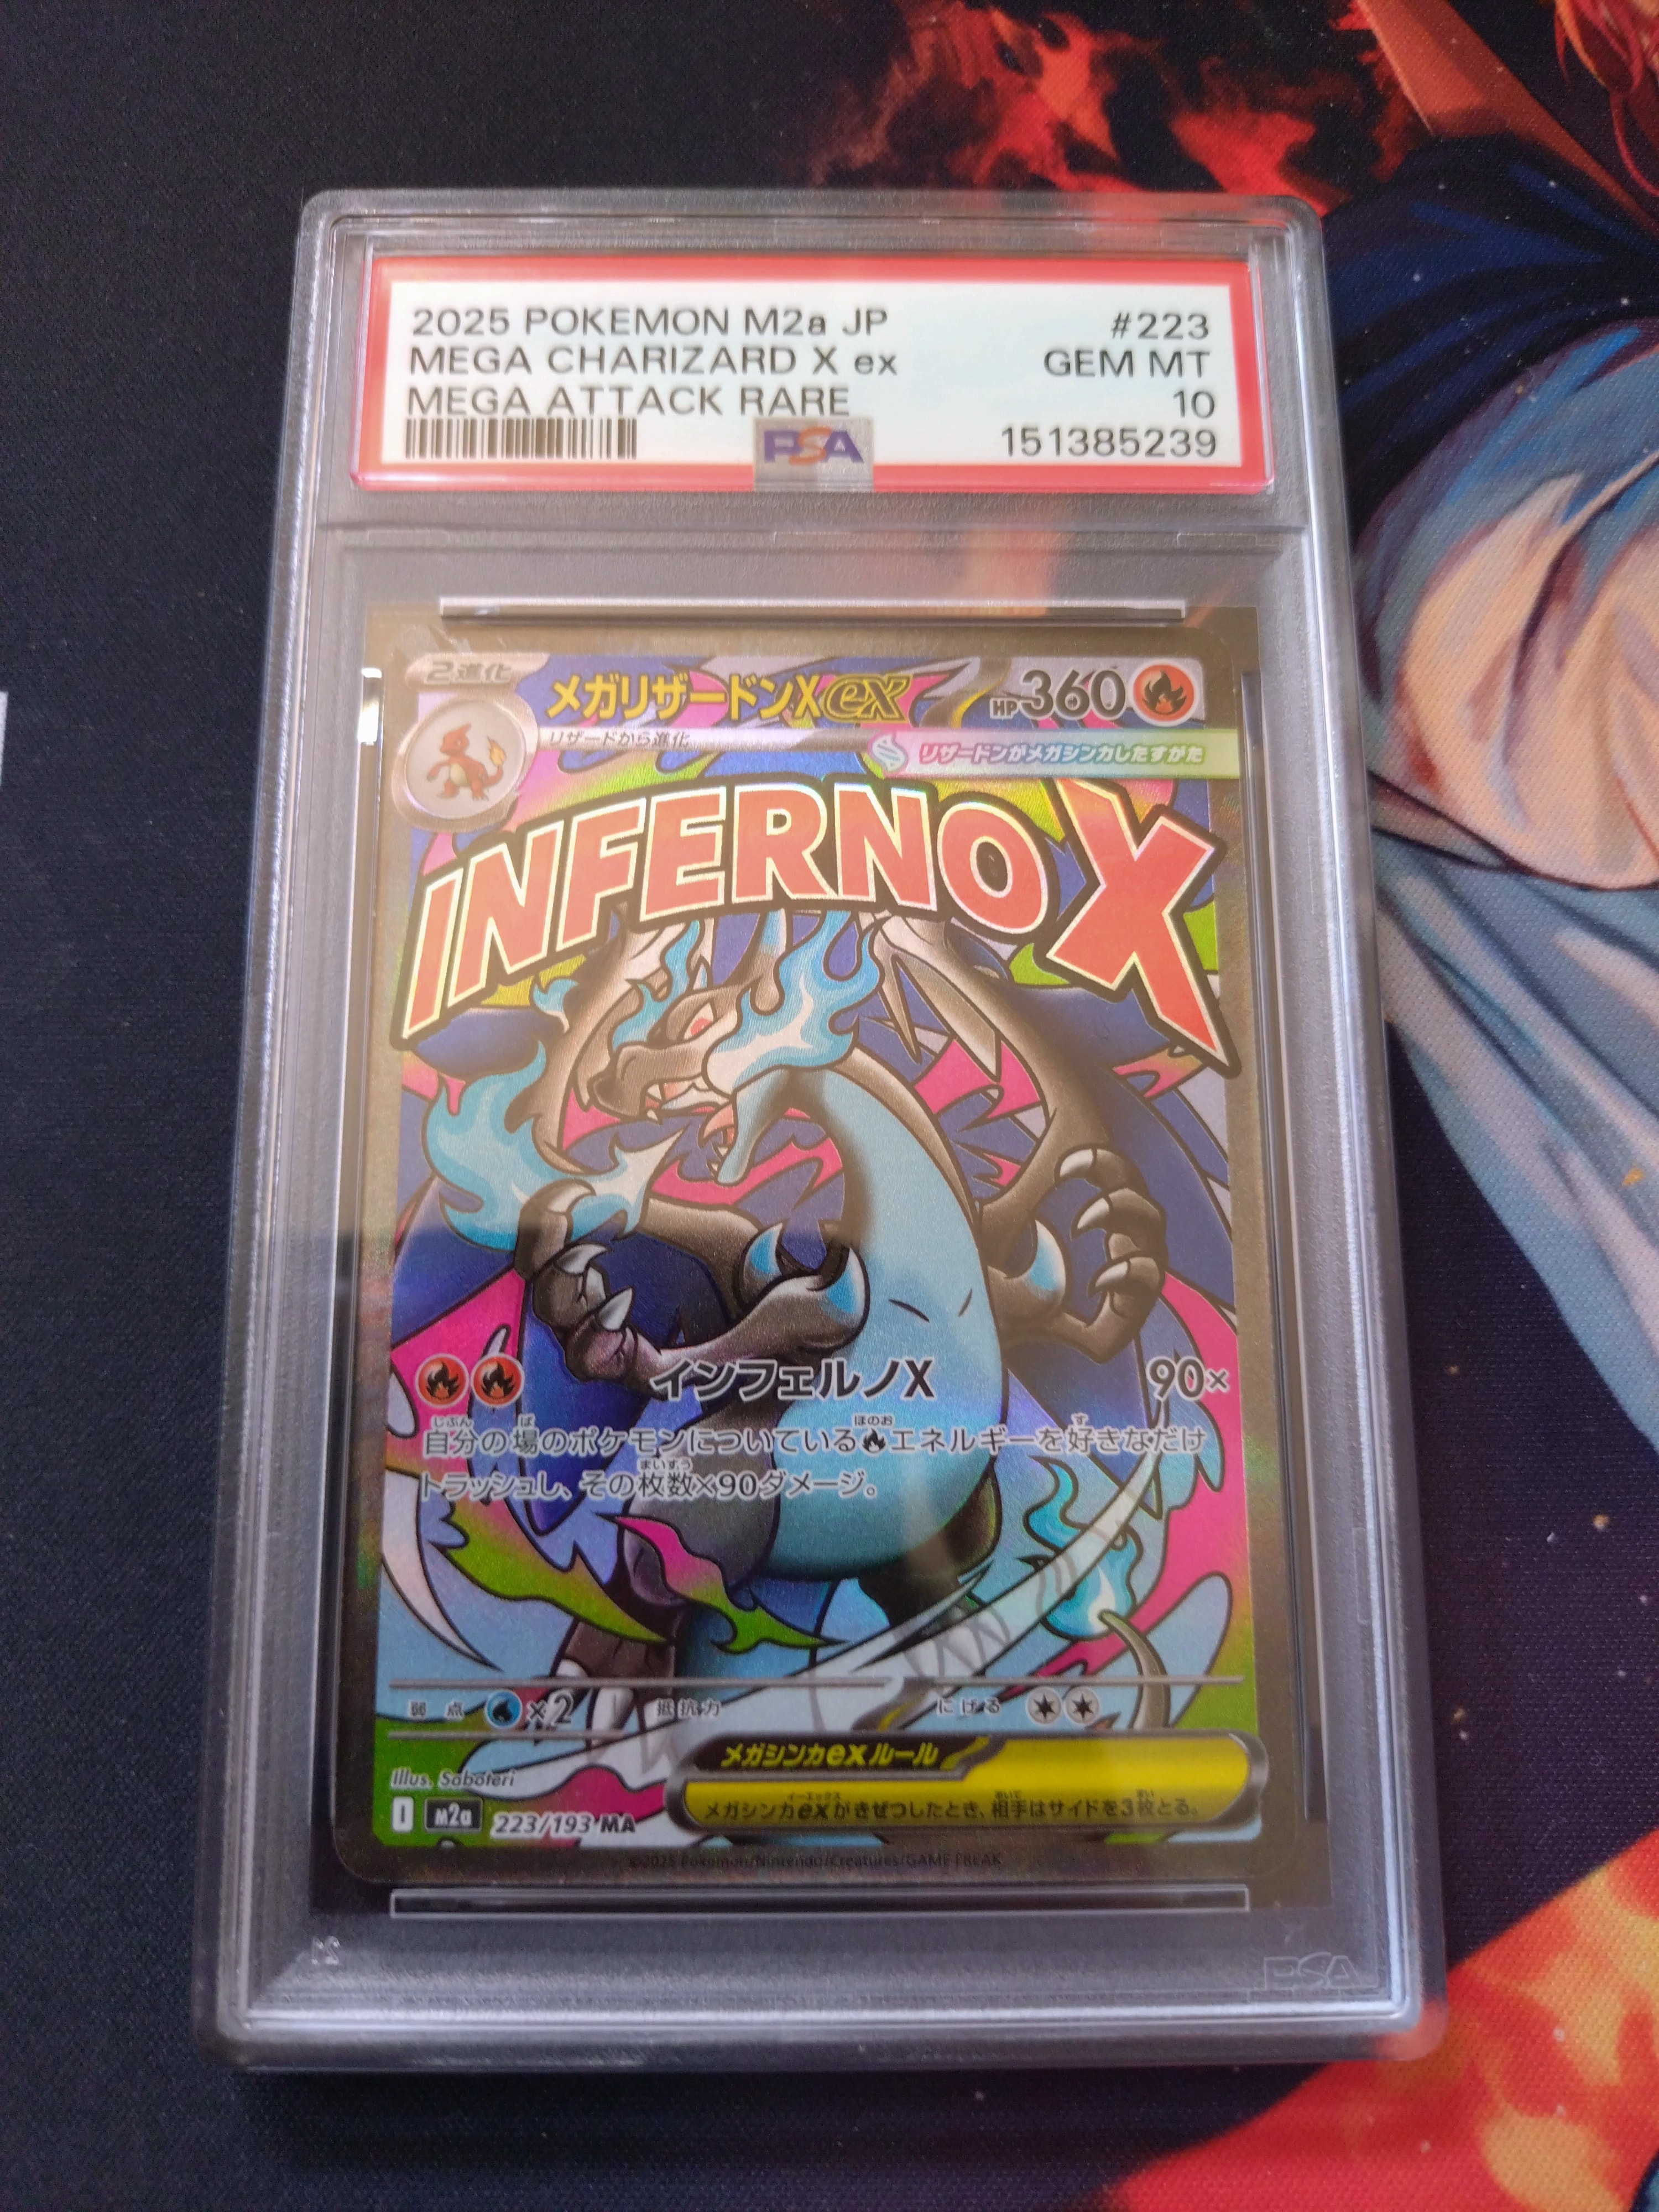 2025 POKEMON M2a JP #223
MEGA CHARIZARD X ex GEM MT
MEGA ATTACK RARE 10
PSA 151385239
2進化 メガリザードンXex HP360
リザードから進化 リザードンがメガシンカしたすがた
INFERNO X
インフェルノX 90×
自分の場のポケモンについているエネルギーを好きなだけ
トラッシュし、その枚数×90ダメージ。
弱点 ×2 抵抗力 にげる
メガシンカexルール
メガシンカexがきぜつしたとき、相手はサイドを3枚とる。
Illus. Saboteri
I M2a 223/193 MA
©2025 Pokémon/Nintendo/Creatures/GAME FREAK
PSA